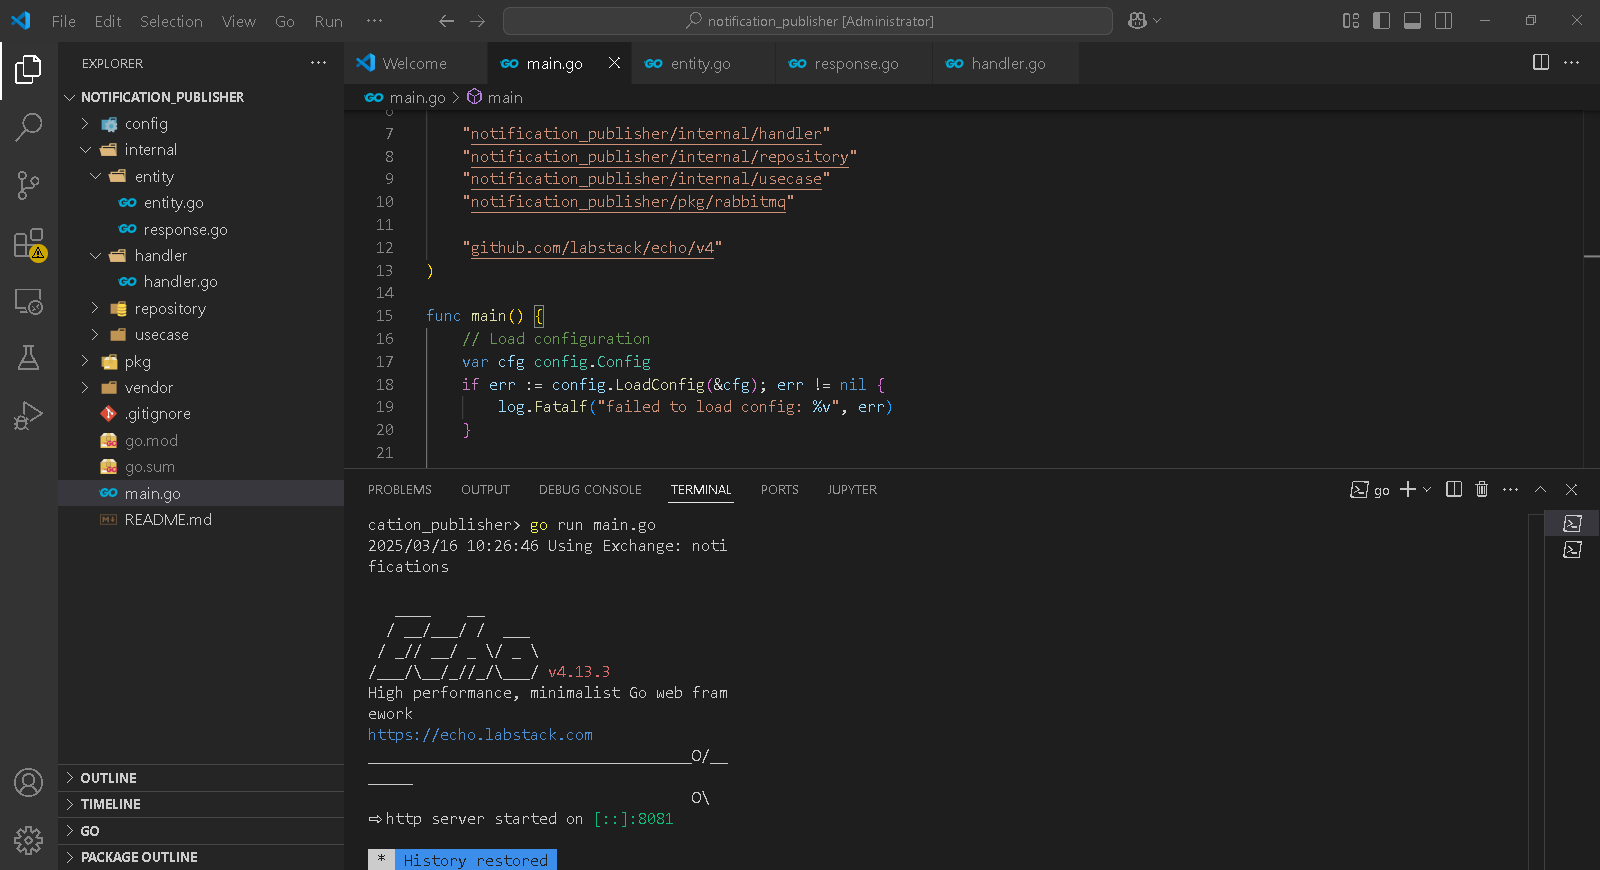 File Edit Selection View Go Run ··· notification_publisher [Administrator]
EXPLORER ···
NOTIFICATION_PUBLISHER
config
internal
entity
entity.go
response.go
handler
handler.go
repository
usecase
pkg
vendor
.gitignore
go.mod
go.sum
main.go
README.md
OUTLINE
TIMELINE
GO
PACKAGE OUTLINE
Welcome main.go entity.go response.go handler.go
main.go > main
7 "notification_publisher/internal/handler"
8 "notification_publisher/internal/repository"
9 "notification_publisher/internal/usecase"
10 "notification_publisher/pkg/rabbitmq"
11
12 "github.com/labstack/echo/v4"
13 )
14
15 func main() {
16 // Load configuration
17 var cfg config.Config
18 if err := config.LoadConfig(&cfg); err != nil {
19 log.Fatalf("failed to load config: %v", err)
20 }
21
PROBLEMS OUTPUT DEBUG CONSOLE TERMINAL PORTS JUPYTER go
cation_publisher> go run main.go
2025/03/16 10:26:46 Using Exchange: noti
fications
   ____    __
  / __/___/ /  ___
 / _// __/ _ \/ _ \
/___/\__/_//_/\___/ v4.13.3
High performance, minimalist Go web fram
ework
https://echo.labstack.com
____________________________________O/__
_____
                                    O\
⇨ http server started on [::]:8081
* History restored